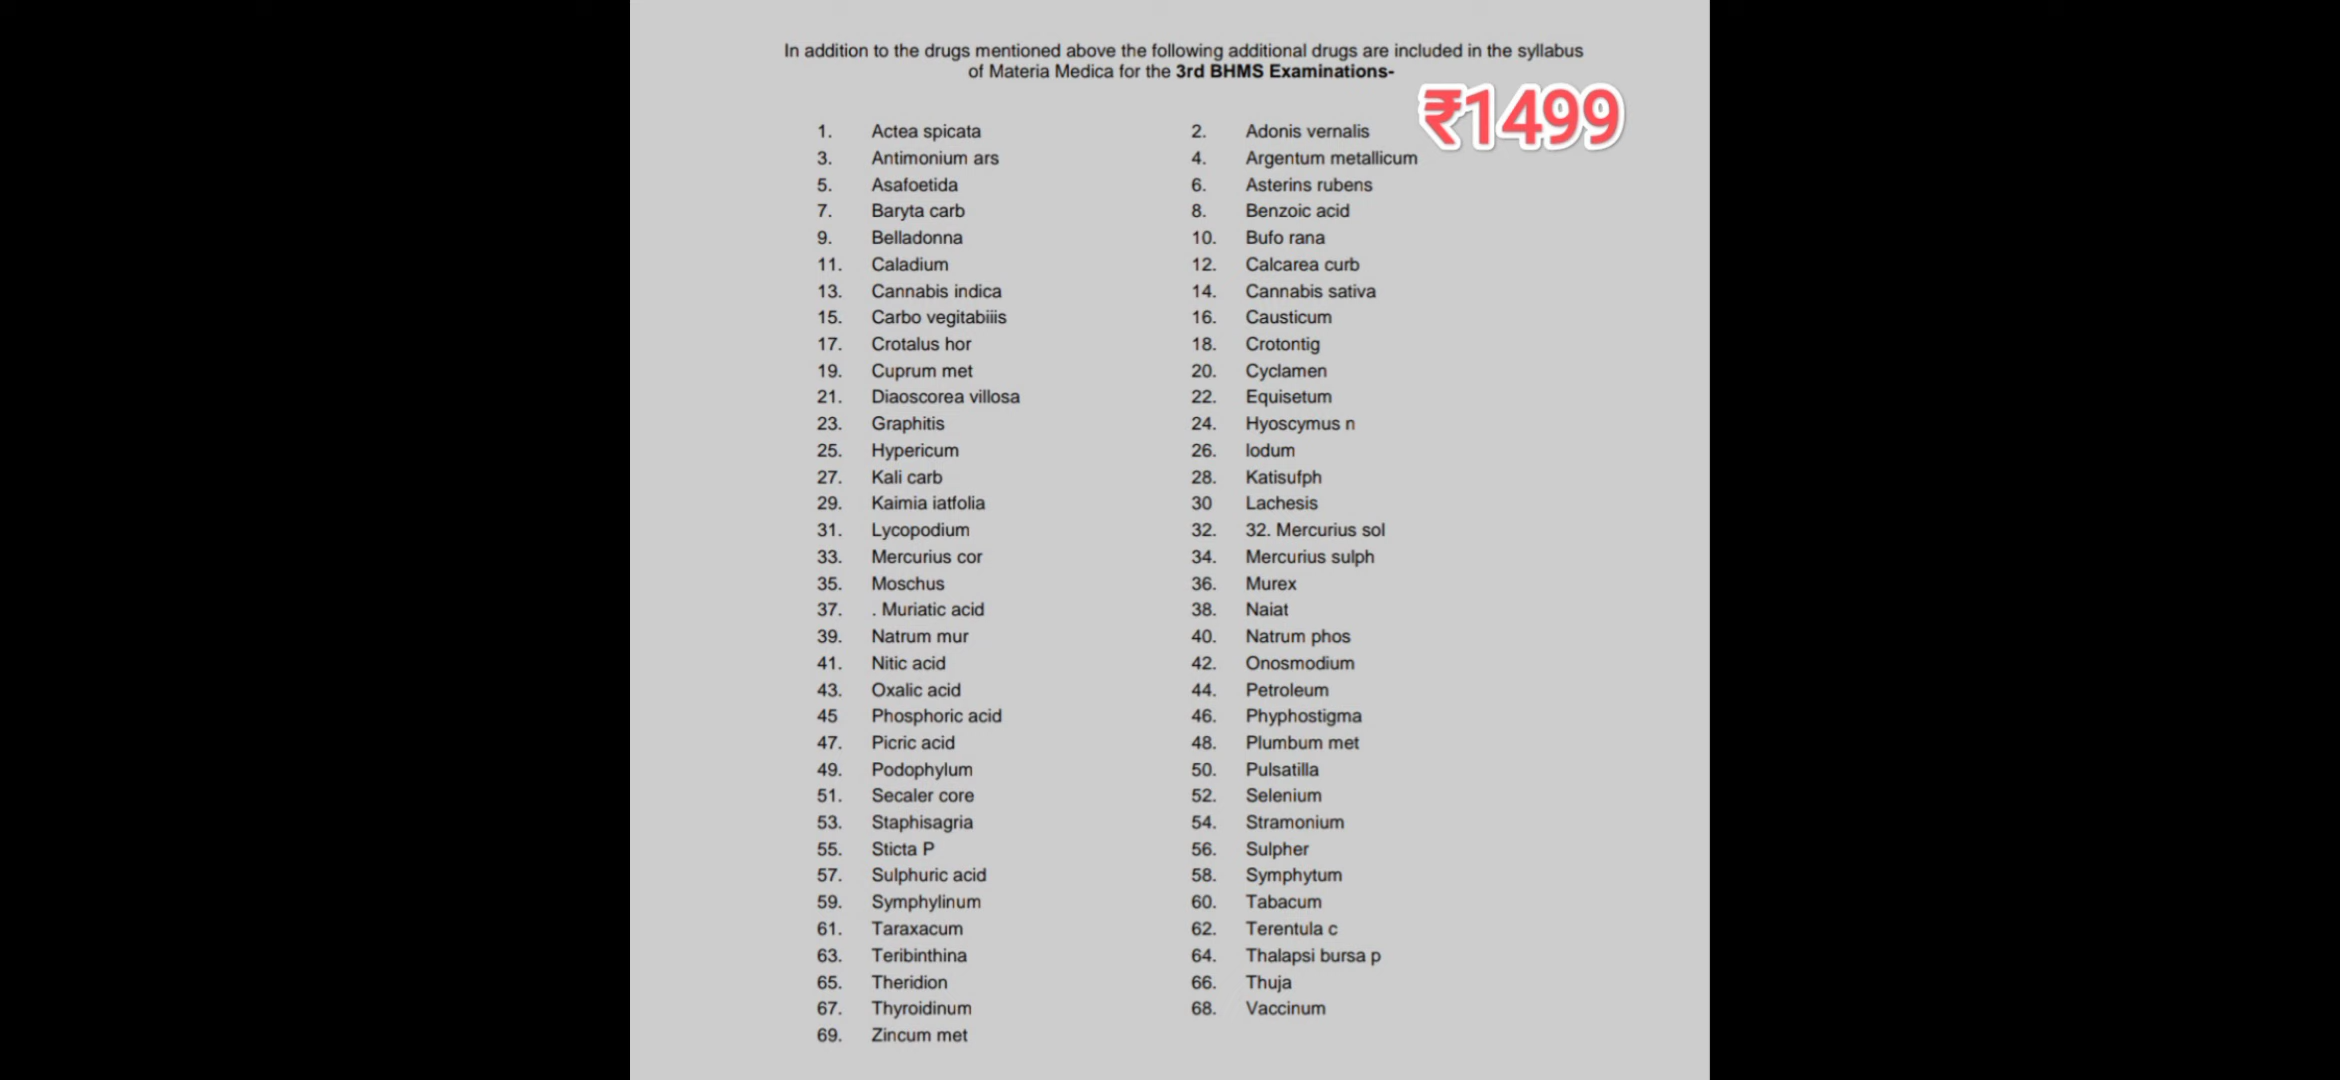 In addition to the drugs mentioned above the following additional drugs are included in the syllabus
of Materia Medica for the 3rd BHMS Examinations-
₹1499
1. Actea spicata 2. Adonis vernalis
3. Antimonium ars 4. Argentum metallicum
5. Asafoetida 6. Asterins rubens
7. Baryta carb 8. Benzoic acid
9. Belladonna 10. Bufo rana
11. Caladium 12. Calcarea curb
13. Cannabis indica 14. Cannabis sativa
15. Carbo vegitabiiis 16. Causticum
17. Crotalus hor 18. Crotontig
19. Cuprum met 20. Cyclamen
21. Diaoscorea villosa 22. Equisetum
23. Graphitis 24. Hyoscymus n
25. Hypericum 26. lodum
27. Kali carb 28. Katisufph
29. Kaimia iatfolia 30 Lachesis
31. Lycopodium 32. 32. Mercurius sol
33. Mercurius cor 34. Mercurius sulph
35. Moschus 36. Murex
37. . Muriatic acid 38. Naiat
39. Natrum mur 40. Natrum phos
41. Nitic acid 42. Onosmodium
43. Oxalic acid 44. Petroleum
45 Phosphoric acid 46. Phyphostigma
47. Picric acid 48. Plumbum met
49. Podophylum 50. Pulsatilla
51. Secaler core 52. Selenium
53. Staphisagria 54. Stramonium
55. Sticta P 56. Sulpher
57. Sulphuric acid 58. Symphytum
59. Symphylinum 60. Tabacum
61. Taraxacum 62. Terentula c
63. Teribinthina 64. Thalapsi bursa p
65. Theridion 66. Thuja
67. Thyroidinum 68. Vaccinum
69. Zincum met